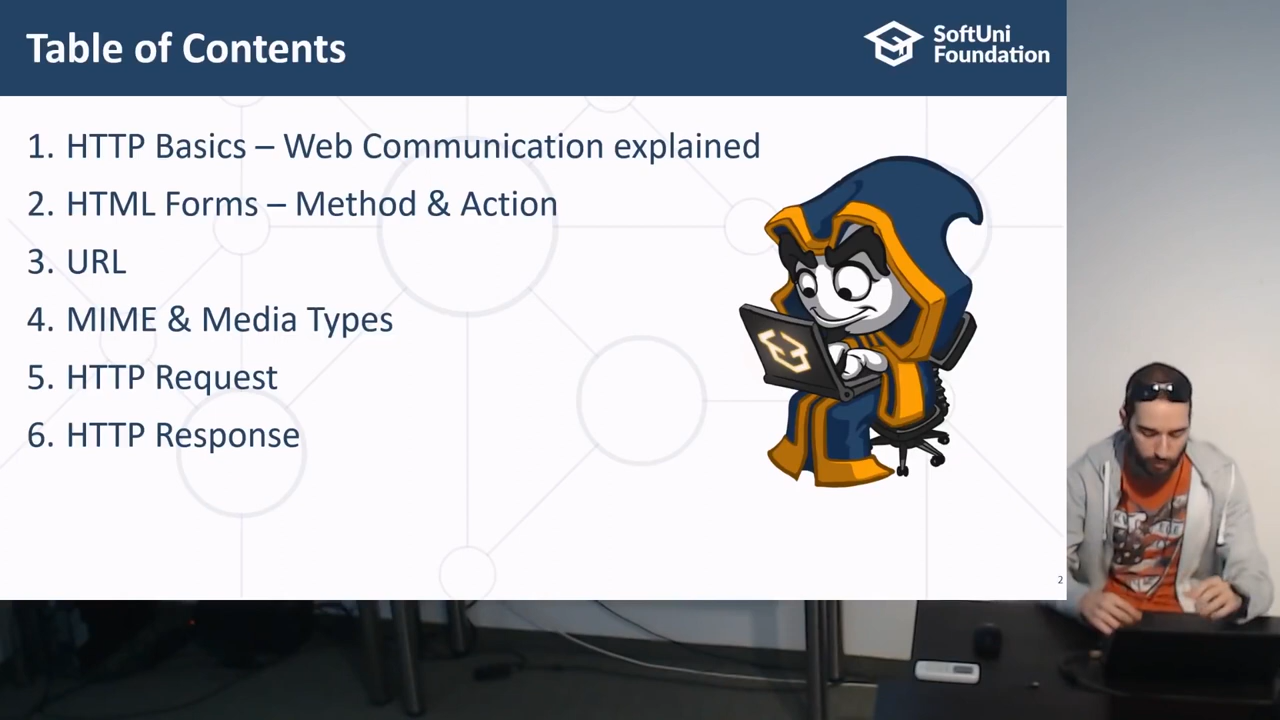 Table of Contents
SoftUni
Foundation
1. HTTP Basics – Web Communication explained
2. HTML Forms – Method & Action
3. URL
4. MIME & Media Types
5. HTTP Request
6. HTTP Response
2